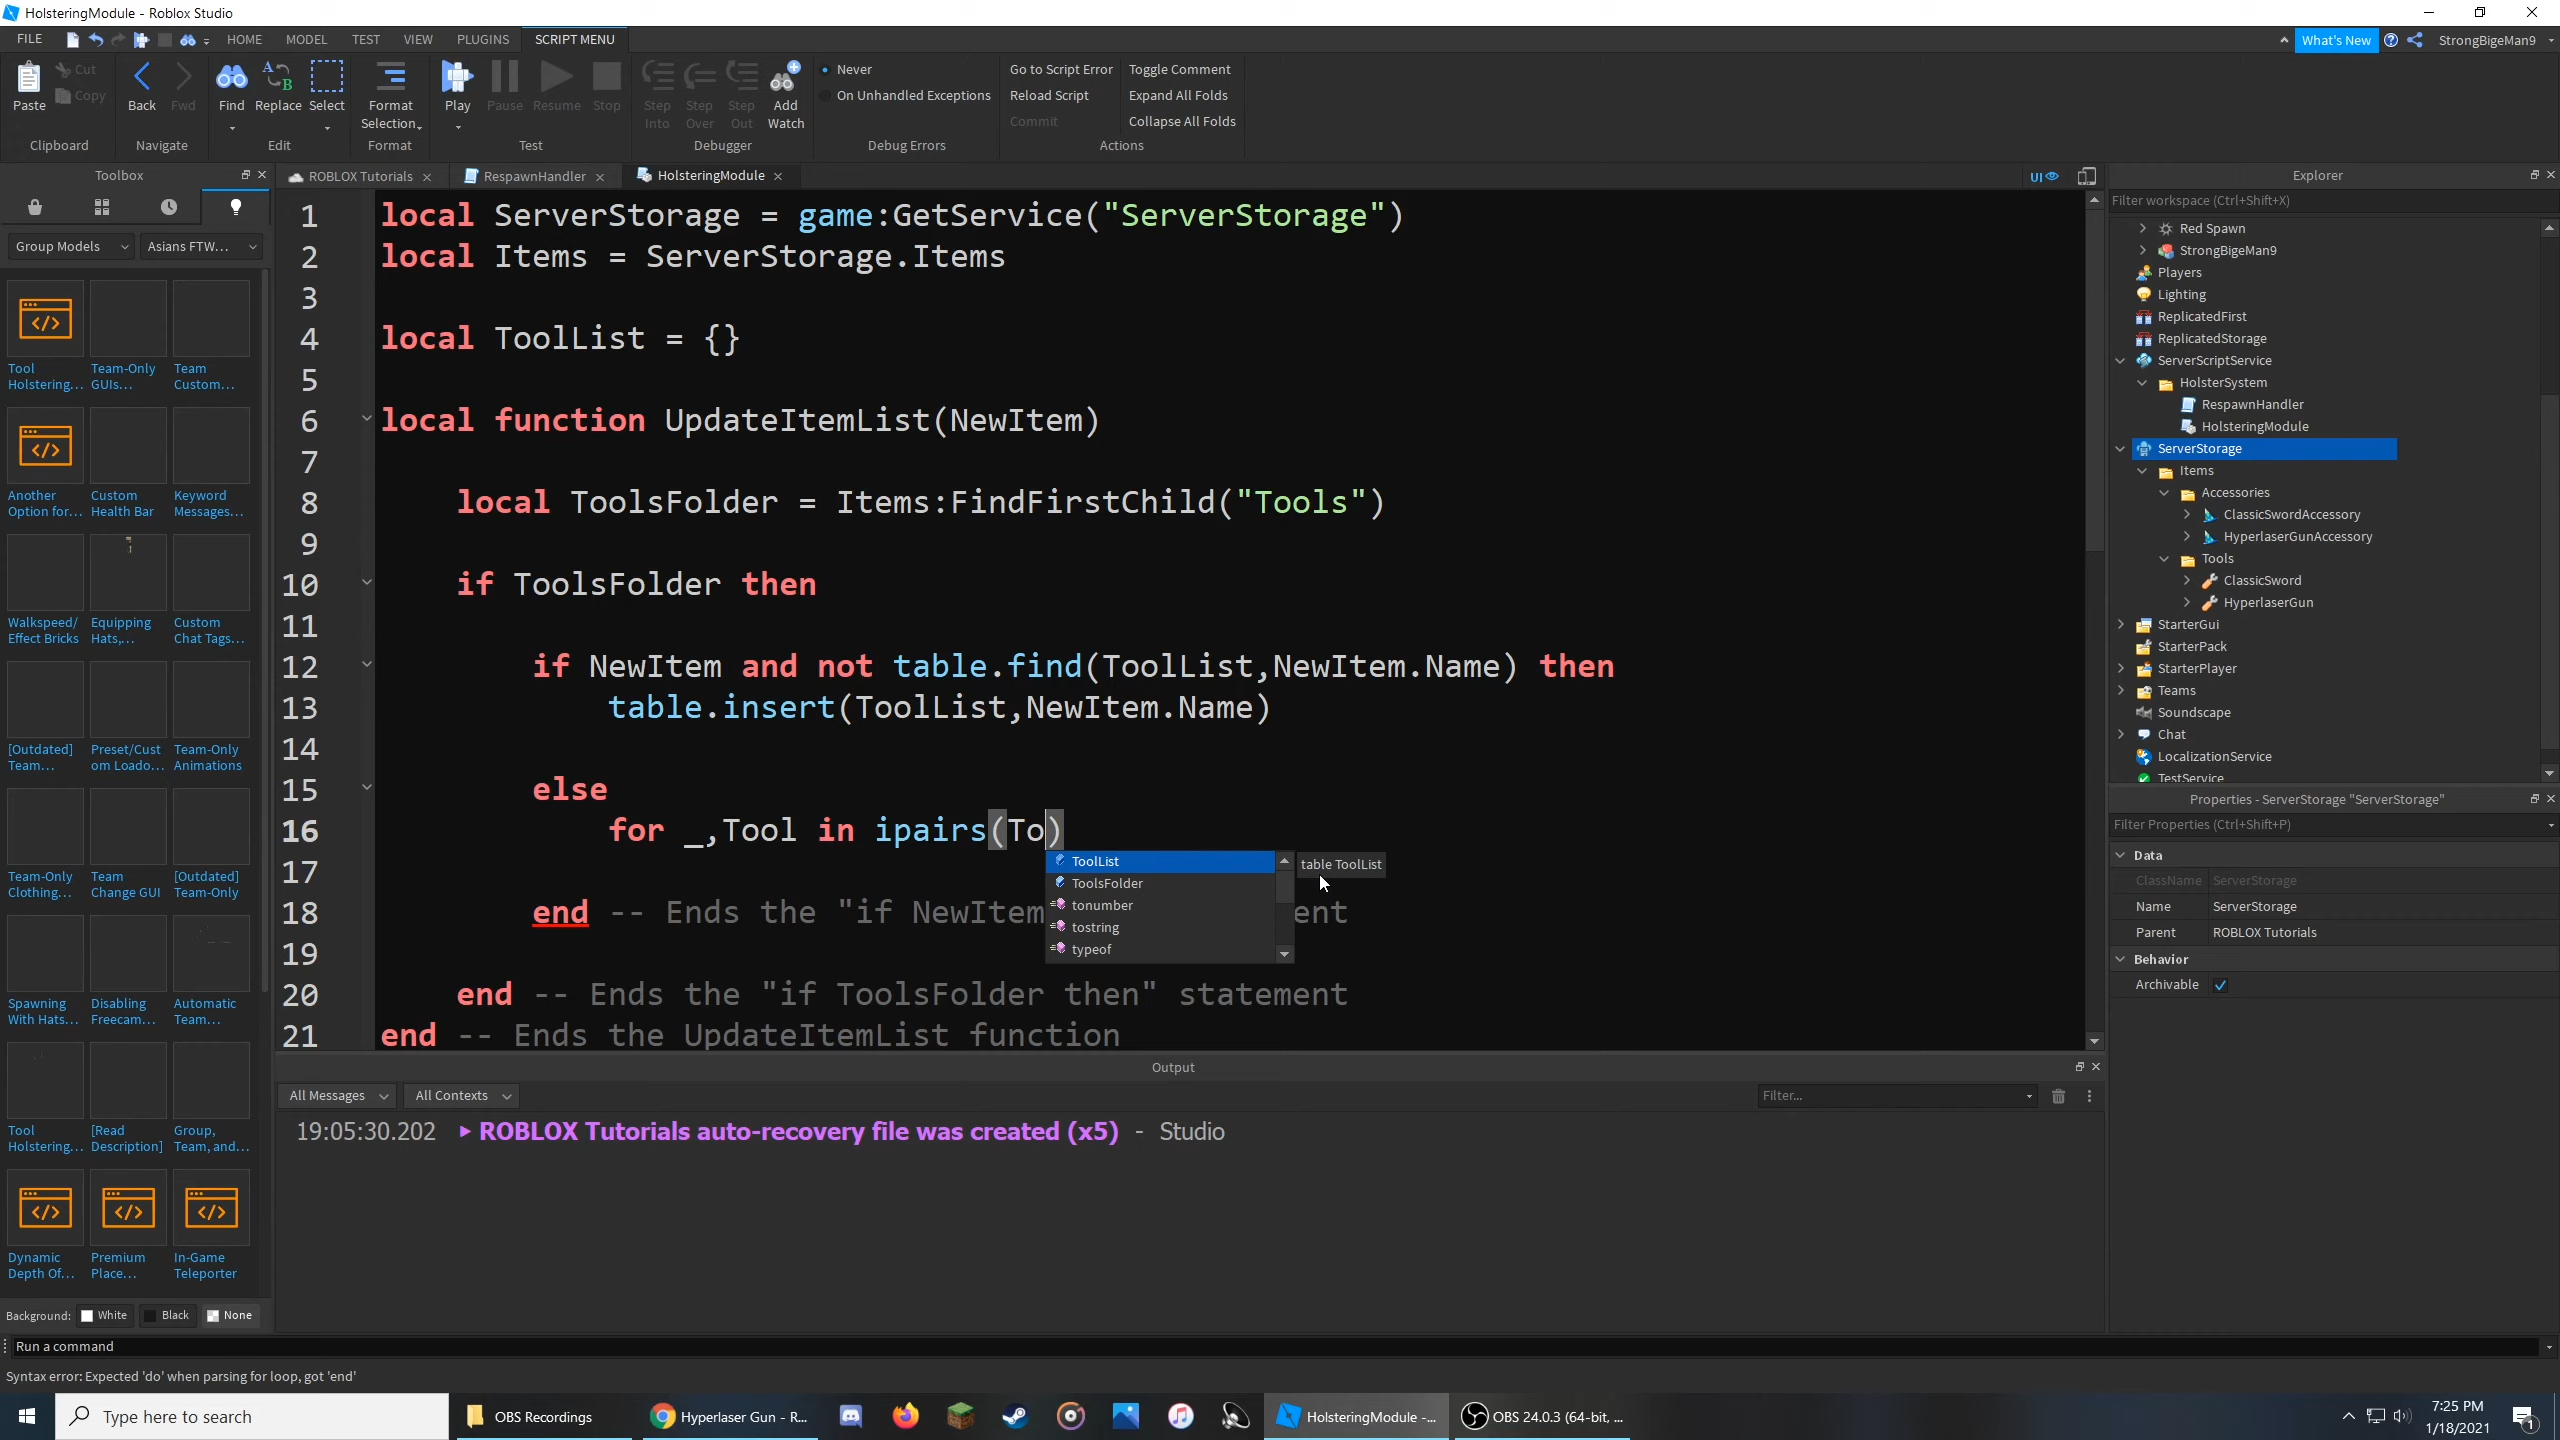 HolsteringModule - Roblox Studio
FILE HOME MODEL TEST VIEW PLUGINS SCRIPT MENU What's New StrongBigeMan9
Paste Cut Copy Back Fwd Find Replace Select Format Selection Play Pause Resume Stop Step Into Step Over Step Out Add Watch
Never
On Unhandled Exceptions
Go to Script Error
Reload Script
Commit
Toggle Comment
Expand All Folds
Collapse All Folds
Clipboard Navigate Edit Format Test Debugger Debug Errors Actions
Toolbox
Group Models Asians FTW...
Tool Holstering... Team-Only GUIs... Team Custom...
Another Option for... Custom Health Bar Keyword Messages...
Walkspeed/ Effect Bricks Equipping Hats,... Custom Chat Tags...
[Outdated] Team... Preset/Cust om Loado... Team-Only Animations
Team-Only Clothing... Team Change GUI [Outdated] Team-Only
Spawning With Hats... Disabling Freecam... Automatic Team...
Tool Holstering... [Read Description] Group, Team, and...
Dynamic Depth Of... Premium Place... In-Game Teleporter
Background: White Black None
ROBLOX Tutorials RespawnHandler HolsteringModule UI
1 local ServerStorage = game:GetService("ServerStorage")
2 local Items = ServerStorage.Items
3
4 local ToolList = {}
5
6 local function UpdateItemList(NewItem)
7
8 local ToolsFolder = Items:FindFirstChild("Tools")
9
10 if ToolsFolder then
11
12 if NewItem and not table.find(ToolList,NewItem.Name) then
13 table.insert(ToolList,NewItem.Name)
14
15 else
16 for _,Tool in ipairs(To)
17
18 end -- Ends the "if NewItem ent
19
20 end -- Ends the "if ToolsFolder then" statement
21 end -- Ends the UpdateItemList function
ToolList
ToolsFolder
tonumber
tostring
typeof
table ToolList
Output
All Messages All Contexts Filter...
19:05:30.202 ROBLOX Tutorials auto-recovery file was created (x5) - Studio
Explorer
Filter workspace (Ctrl+Shift+X)
Red Spawn
StrongBigeMan9
Players
Lighting
ReplicatedFirst
ReplicatedStorage
ServerScriptService
HolsterSystem
RespawnHandler
HolsteringModule
ServerStorage
Items
Accessories
ClassicSwordAccessory
HyperlaserGunAccessory
Tools
ClassicSword
HyperlaserGun
StarterGui
StarterPack
StarterPlayer
Teams
Soundscape
Chat
LocalizationService
TestService
Properties - ServerStorage "ServerStorage"
Filter Properties (Ctrl+Shift+P)
Data
ClassName ServerStorage
Name ServerStorage
Parent ROBLOX Tutorials
Behavior
Archivable
Run a command
Syntax error: Expected 'do' when parsing for loop, got 'end'
Type here to search OBS Recordings Hyperlaser Gun - R... HolsteringModule -... OBS 24.0.3 (64-bit, ...
7:25 PM
1/18/2021
1